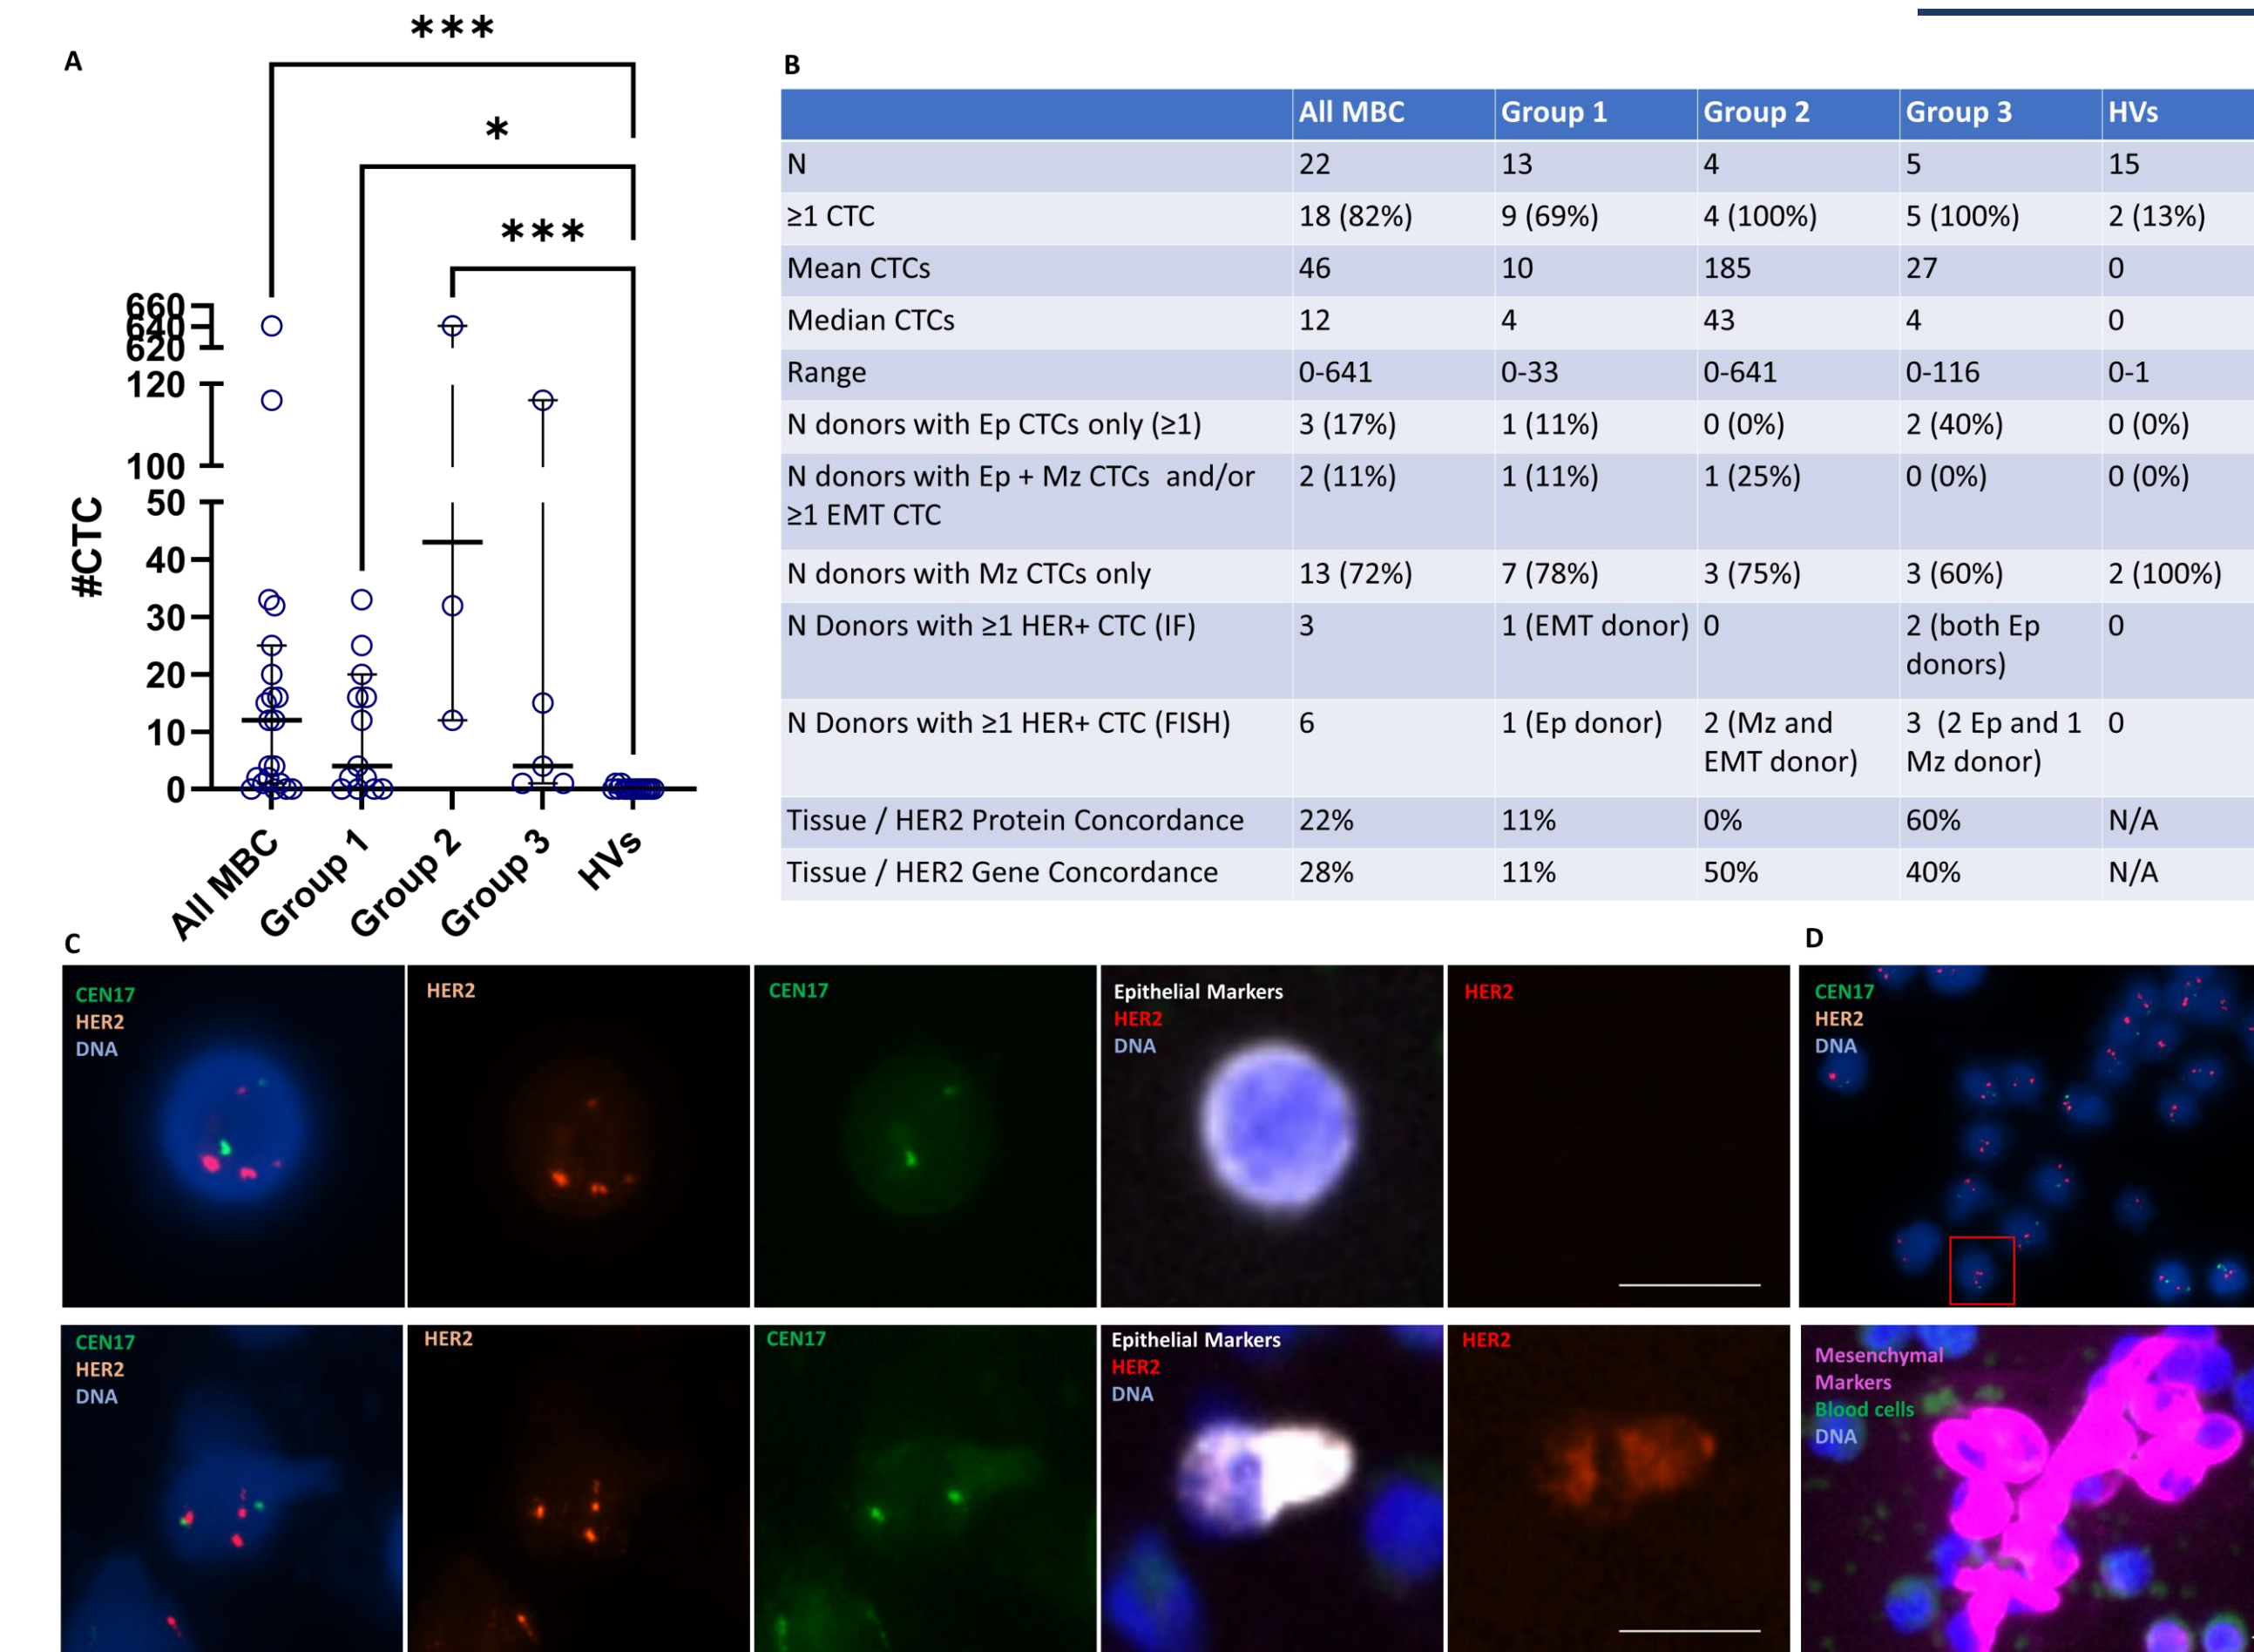 A
***
*
***
660
640
620
120
100
50
40
30
20
10
0
#CTC
All MBC
Group 1
Group 2
Group 3
HVs
B
All MBC Group 1 Group 2 Group 3 HVs
N 22 13 4 5 15
≥1 CTC 18 (82%) 9 (69%) 4 (100%) 5 (100%) 2 (13%)
Mean CTCs 46 10 185 27 0
Median CTCs 12 4 43 4 0
Range 0-641 0-33 0-641 0-116 0-1
N donors with Ep CTCs only (≥1) 3 (17%) 1 (11%) 0 (0%) 2 (40%) 0 (0%)
N donors with Ep + Mz CTCs and/or 2 (11%) 1 (11%) 1 (25%) 0 (0%) 0 (0%)
≥1 EMT CTC
N donors with Mz CTCs only 13 (72%) 7 (78%) 3 (75%) 3 (60%) 2 (100%)
N Donors with ≥1 HER+ CTC (IF) 3 1 (EMT donor) 0 2 (both Ep 0
donors)
N Donors with ≥1 HER+ CTC (FISH) 6 1 (Ep donor) 2 (Mz and 3 (2 Ep and 1 0
EMT donor) Mz donor)
Tissue / HER2 Protein Concordance 22% 11% 0% 60% N/A
Tissue / HER2 Gene Concordance 28% 11% 50% 40% N/A
C
CEN17
HER2
DNA
HER2
CEN17
Epithelial Markers
HER2
DNA
HER2
D
CEN17
HER2
DNA
CEN17
HER2
DNA
HER2
CEN17
Epithelial Markers
HER2
DNA
HER2
Mesenchymal
Markers
Blood cells
DNA